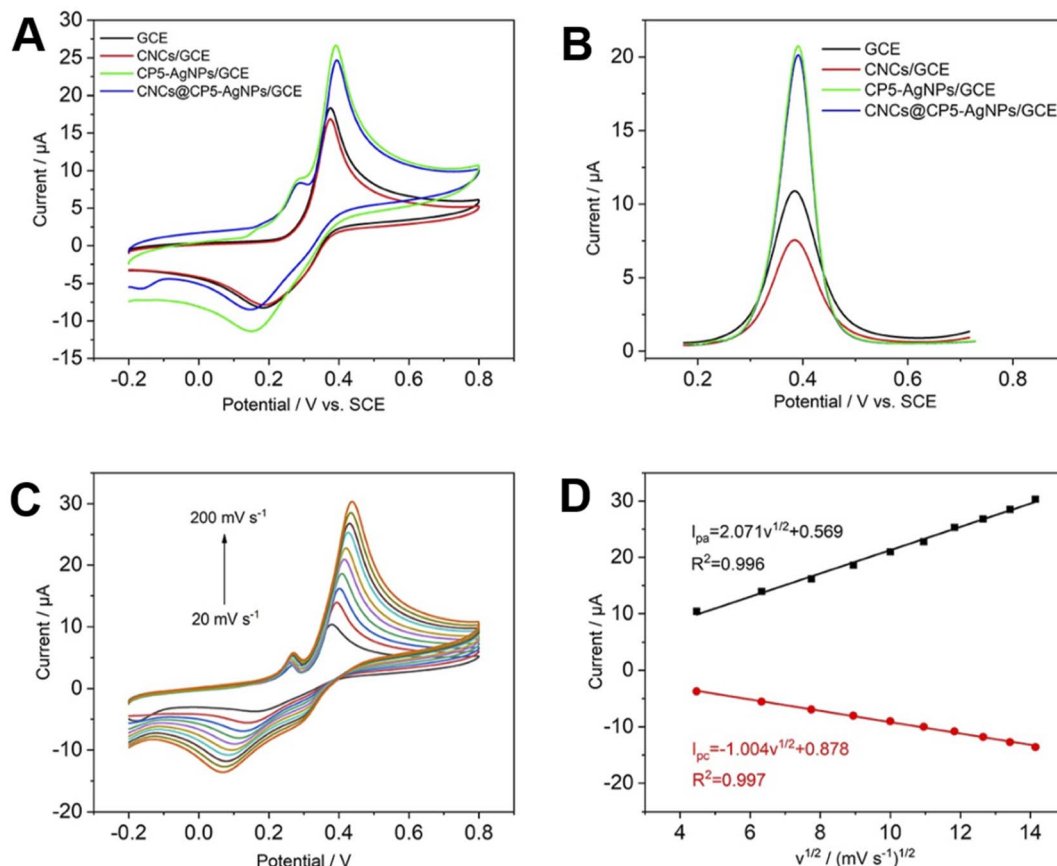 A
GCE
CNCs/GCE
CP5-AgNPs/GCE
CNCs@CP5-AgNPs/GCE
30
25
20
15
10
5
0
-5
-10
-15
Current / μA
-0.2 0.0 0.2 0.4 0.6 0.8
Potential / V vs. SCE
B
GCE
CNCs/GCE
CP5-AgNPs/GCE
CNCs@CP5-AgNPs/GCE
20
15
10
5
0
Current / μA
0.2 0.4 0.6 0.8
Potential / V vs. SCE
C
200 mV s⁻¹
20 mV s⁻¹
30
20
10
0
-10
-20
Current / μA
-0.2 0.0 0.2 0.4 0.6 0.8
Potential / V
D
Ipa=2.071v1/2+0.569
R²=0.996
Ipc=-1.004v1/2+0.878
R²=0.997
30
20
10
0
-10
-20
Current / μA
4 6 8 10 12 14
v1/2 / (mV s⁻¹)1/2